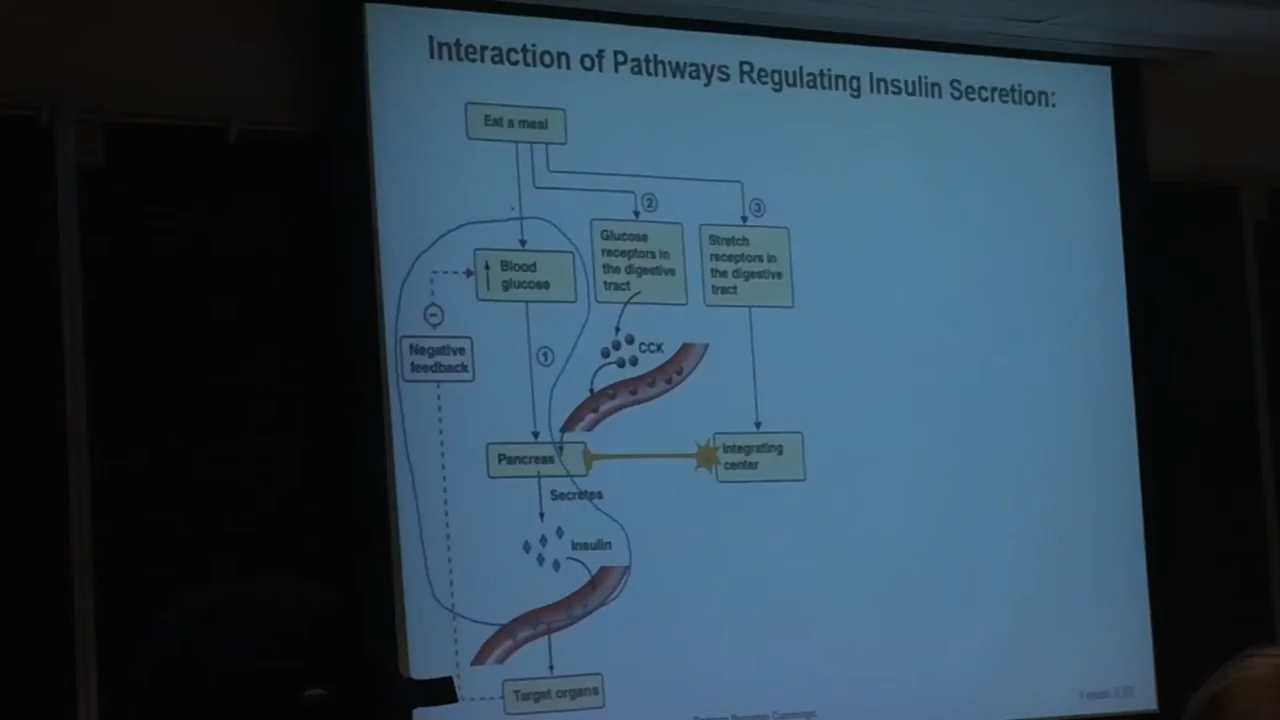 Interaction of Pathways Regulating Insulin Secretion:
Eat a meal
2
3
Blood
glucose
Glucose
receptors in
the digestive
tract
Stretch
receptors in
the digestive
tract
−
Negative
feedback
1
CCK
Pancreas
Integrating
center
Secretes
Insulin
Target organs